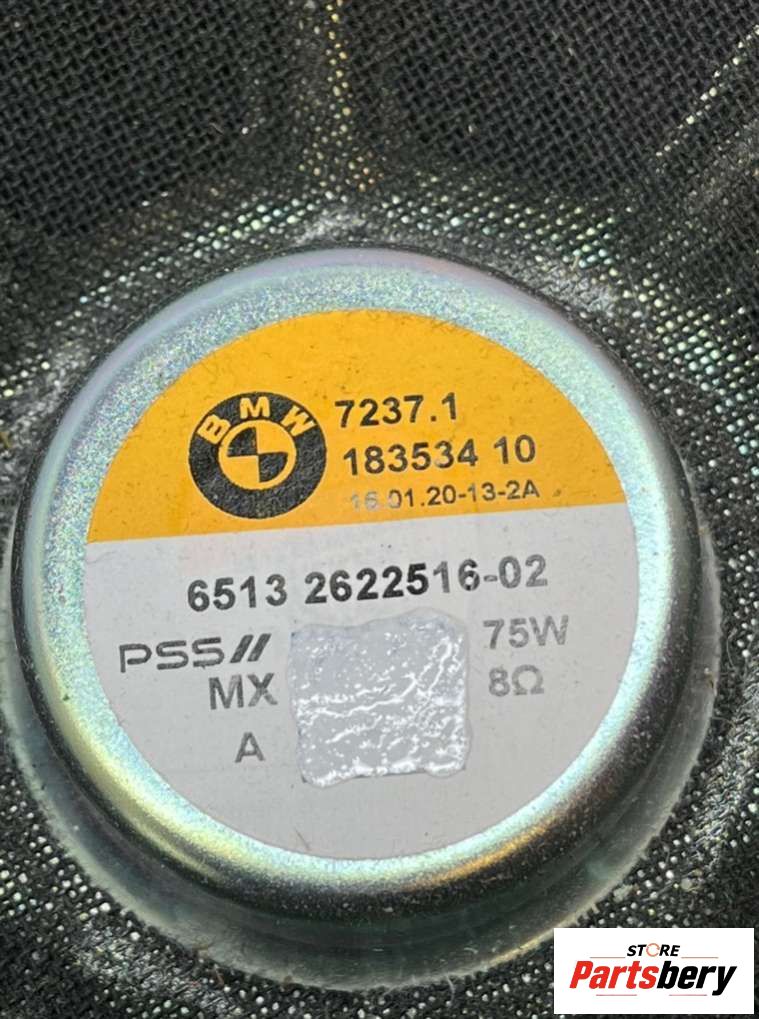 BMW
7237.1
183534 10
16.01.20-13-2A
6513 2622516-02
PSS//
75W
MX
8Ω
A
STORE
Partsbery